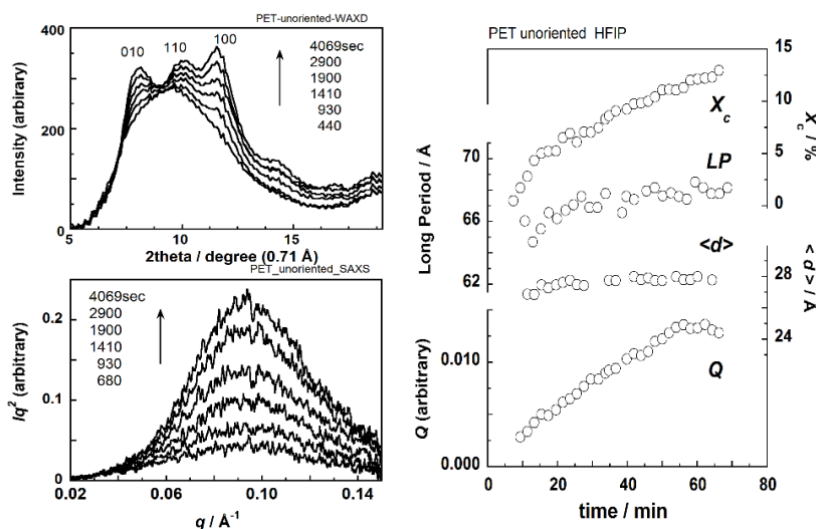 PET-unoriented-WAXD
400
200
0
Intensity (arbirary)
010
110
100
4069sec
2900
1900
1410
930
440
5
10
15
2theta / degree (0.71 Å)
PET_unoriented_SAXS
0.2
0.1
0
Iq² (arbitrary)
4069sec
2900
1900
1410
930
680
0.02
0.06
0.10
0.14
q / Å⁻¹
PET unoriented HFIP
15
10
5
0
X꜀ / %
X꜀
70
68
66
64
62
Long Period / Å
LP
<d>
28
24
<d> / Å
0.010
0.000
Q (arbitrary)
Q
0
20
40
60
80
time / min